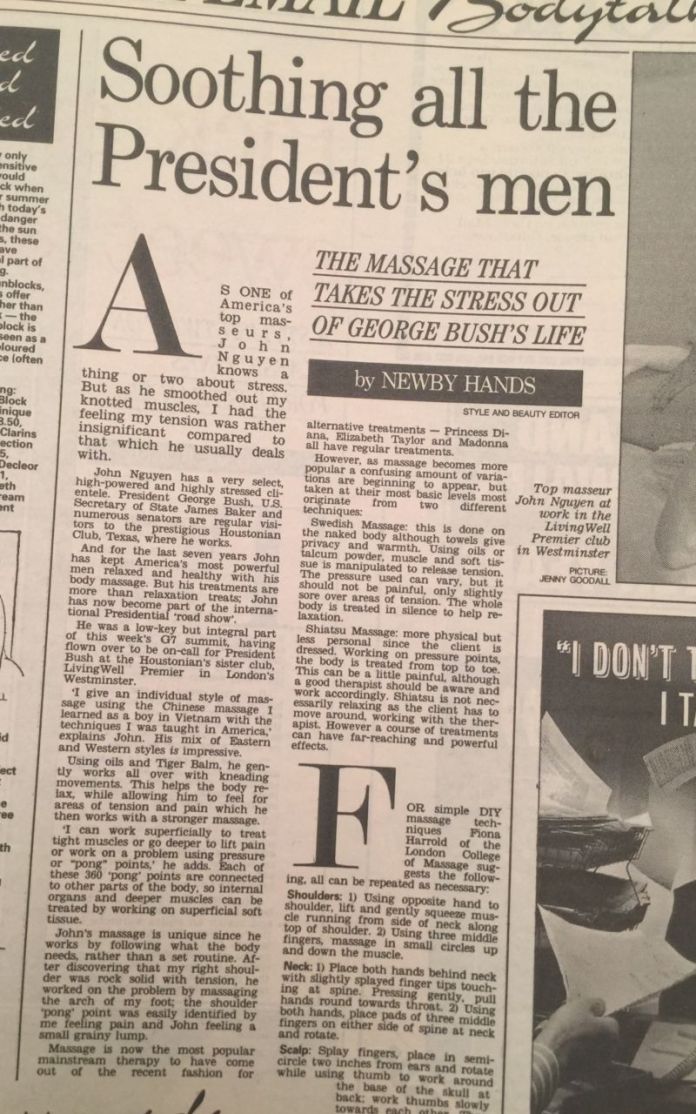 EMAIL Bodytalk
Soothing all the
President's men
THE MASSAGE THAT
TAKES THE STRESS OUT
OF GEORGE BUSH'S LIFE
by NEWBY HANDS
STYLE AND BEAUTY EDITOR
AS ONE of
America's
top mas-
seurs,
John
Nguyen
knows a
thing or two about stress.
But as he smoothed out my
knotted muscles, I had the
feeling my tension was rather
insignificant compared to
that which he usually deals
with.
John Nguyen has a very select,
high-powered and highly stressed cli-
entele. President George Bush, U.S.
Secretary of State James Baker and
numerous senators are regular visi-
tors to the prestigious Houstonian
Club, Texas, where he works.
And for the last seven years John
has kept America's most powerful
men relaxed and healthy with his
body massage. But his treatments are
more than relaxation treats; John
has now become part of the interna-
tional Presidential 'road show'.
He was a low-key but integral part
of this week's G7 summit, having
flown over to be on-call for President
Bush at the Houstonian's sister club,
LivingWell Premier in London's
Westminster.
'I give an individual style of mas-
sage using the Chinese massage I
learned as a boy in Vietnam with the
techniques I was taught in America,'
explains John. His mix of Eastern
and Western styles is impressive.
Using oils and Tiger Balm, he gen-
tly works all over with kneading
movements. This helps the body re-
lax, while allowing him to feel for
areas of tension and pain which he
then works with a stronger massage.
'I can work superficially to treat
tight muscles or go deeper to lift pain
or work on a problem using pressure
or "pong" points,' he adds. Each of
these 360 'pong' points are connected
to other parts of the body, so internal
organs and deeper muscles can be
treated by working on superficial soft
tissue.
John's massage is unique since he
works by following what the body
needs, rather than a set routine. Af-
ter discovering that my right shoul-
der was rock solid with tension, he
worked on the problem by massaging
the arch of my foot; the shoulder
'pong' point was easily identified by
me feeling pain and John feeling a
small grainy lump.
Massage is now the most popular
mainstream therapy to have come
out of the recent fashion for
alternative treatments — Princess Di-
ana, Elizabeth Taylor and Madonna
all have regular treatments.
However, as massage becomes more
popular a confusing amount of varia-
tions are beginning to appear, but
taken at their most basic levels most
originate from two different
techniques:
Swedish Massage: this is done on
the naked body although towels give
privacy and warmth. Using oils or
talcum powder, muscle and soft tis-
sue is manipulated to release tension.
The pressure used can vary, but it
should not be painful, only slightly
sore over areas of tension. The whole
body is treated in silence to help re-
laxation.
Shiatsu Massage: more physical but
less personal since the client is
dressed. Working on pressure points,
the body is treated from top to toe.
This can be a little painful, although
a good therapist should be aware and
work accordingly. Shiatsu is not nec-
essarily relaxing as the client has to
move around, working with the ther-
apist. However a course of treatments
can have far-reaching and powerful
effects.
FOR simple DIY
massage tech-
niques Fiona
Harrold of the
London College
of Massage sug-
gests the follow-
ing, all can be repeated as necessary:
Shoulders: 1) Using opposite hand to
shoulder, lift and gently squeeze mus-
cle running from side of neck along
top of shoulder. 2) Using three middle
fingers, massage in small circles up
and down the muscle.
Neck: 1) Place both hands behind neck
with slightly splayed finger tips touch-
ing at spine. Pressing gently, pull
hands round towards throat. 2) Using
both hands, place pads of three middle
fingers on either side of spine at neck
and rotate.
Scalp: Splay fingers, place in semi-
circle two inches from ears and rotate
while using thumb to work around
the base of the skull at
back; work thumbs slowly
towards each other.
Top masseur
John Nguyen at
work in the
LivingWell
Premier club
in Westminster
PICTURE:
JENNY GOODALL
"I DON'T
I TA